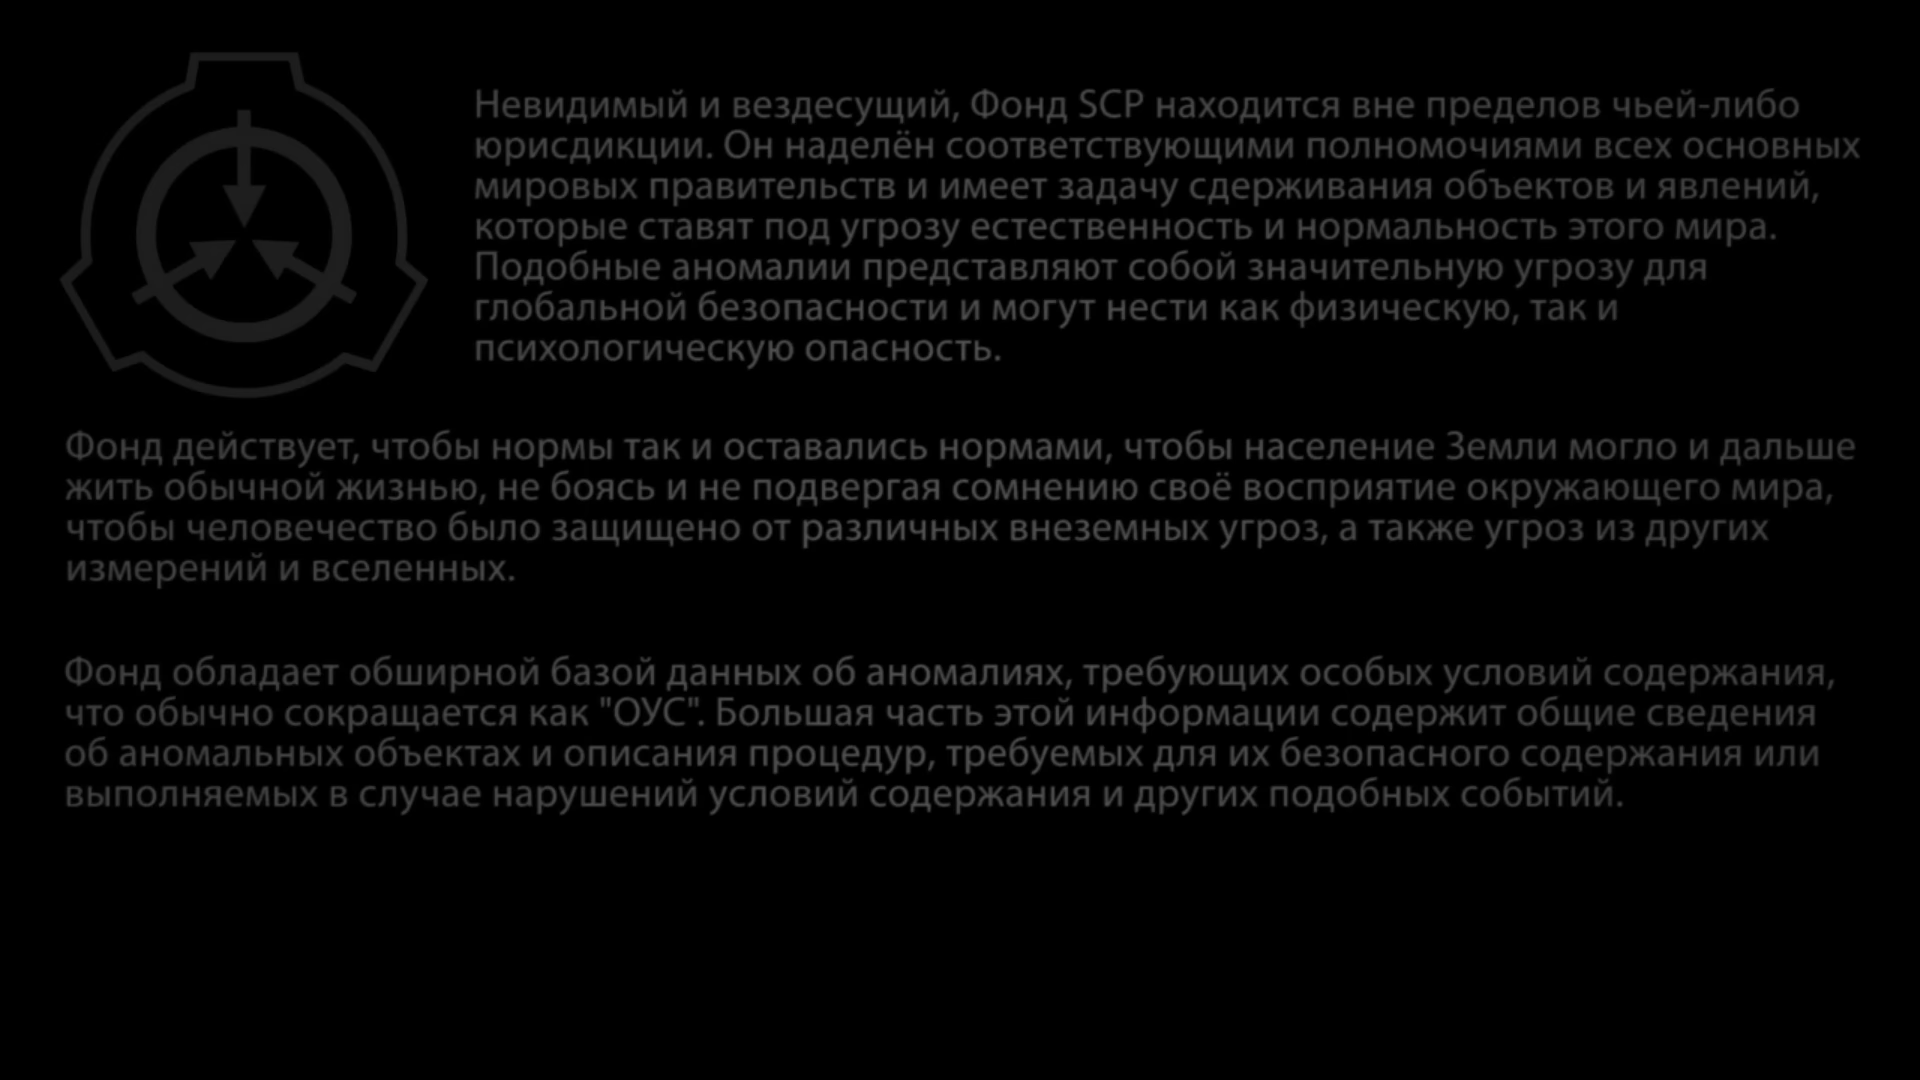 Невидимый и вездесущий, Фонд SCP находится вне пределов чьей-либо
юрисдикции. Он наделён соответствующими полномочиями всех основных
мировых правительств и имеет задачу сдерживания объектов и явлений,
которые ставят под угрозу естественность и нормальность этого мира.
Подобные аномалии представляют собой значительную угрозу для
глобальной безопасности и могут нести как физическую, так и
психологическую опасность.
Фонд действует, чтобы нормы так и оставались нормами, чтобы население Земли могло и дальше
жить обычной жизнью, не боясь и не подвергая сомнению своё восприятие окружающего мира,
чтобы человечество было защищено от различных внеземных угроз, а также угроз из других
измерений и вселенных.
Фонд обладает обширной базой данных об аномалиях, требующих особых условий содержания,
что обычно сокращается как "ОУС". Большая часть этой информации содержит общие сведения
об аномальных объектах и описания процедур, требуемых для их безопасного содержания или
выполняемых в случае нарушений условий содержания и других подобных событий.